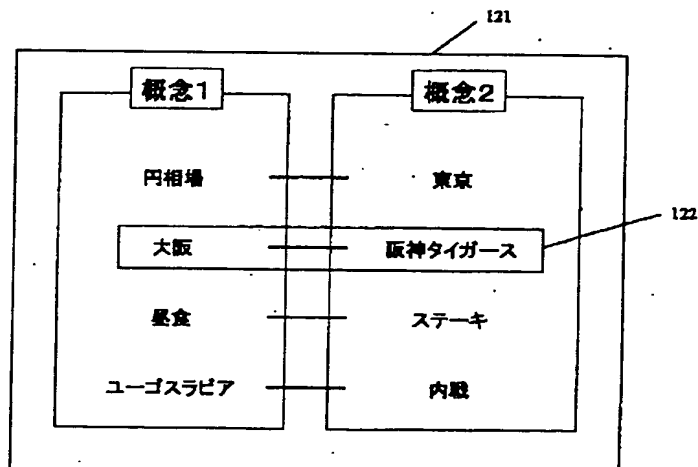 121
概念1 概念2
円相場 東京
122
大阪 阪神タイガース
昼食 ステーキ
ユーゴスラビア 内戦